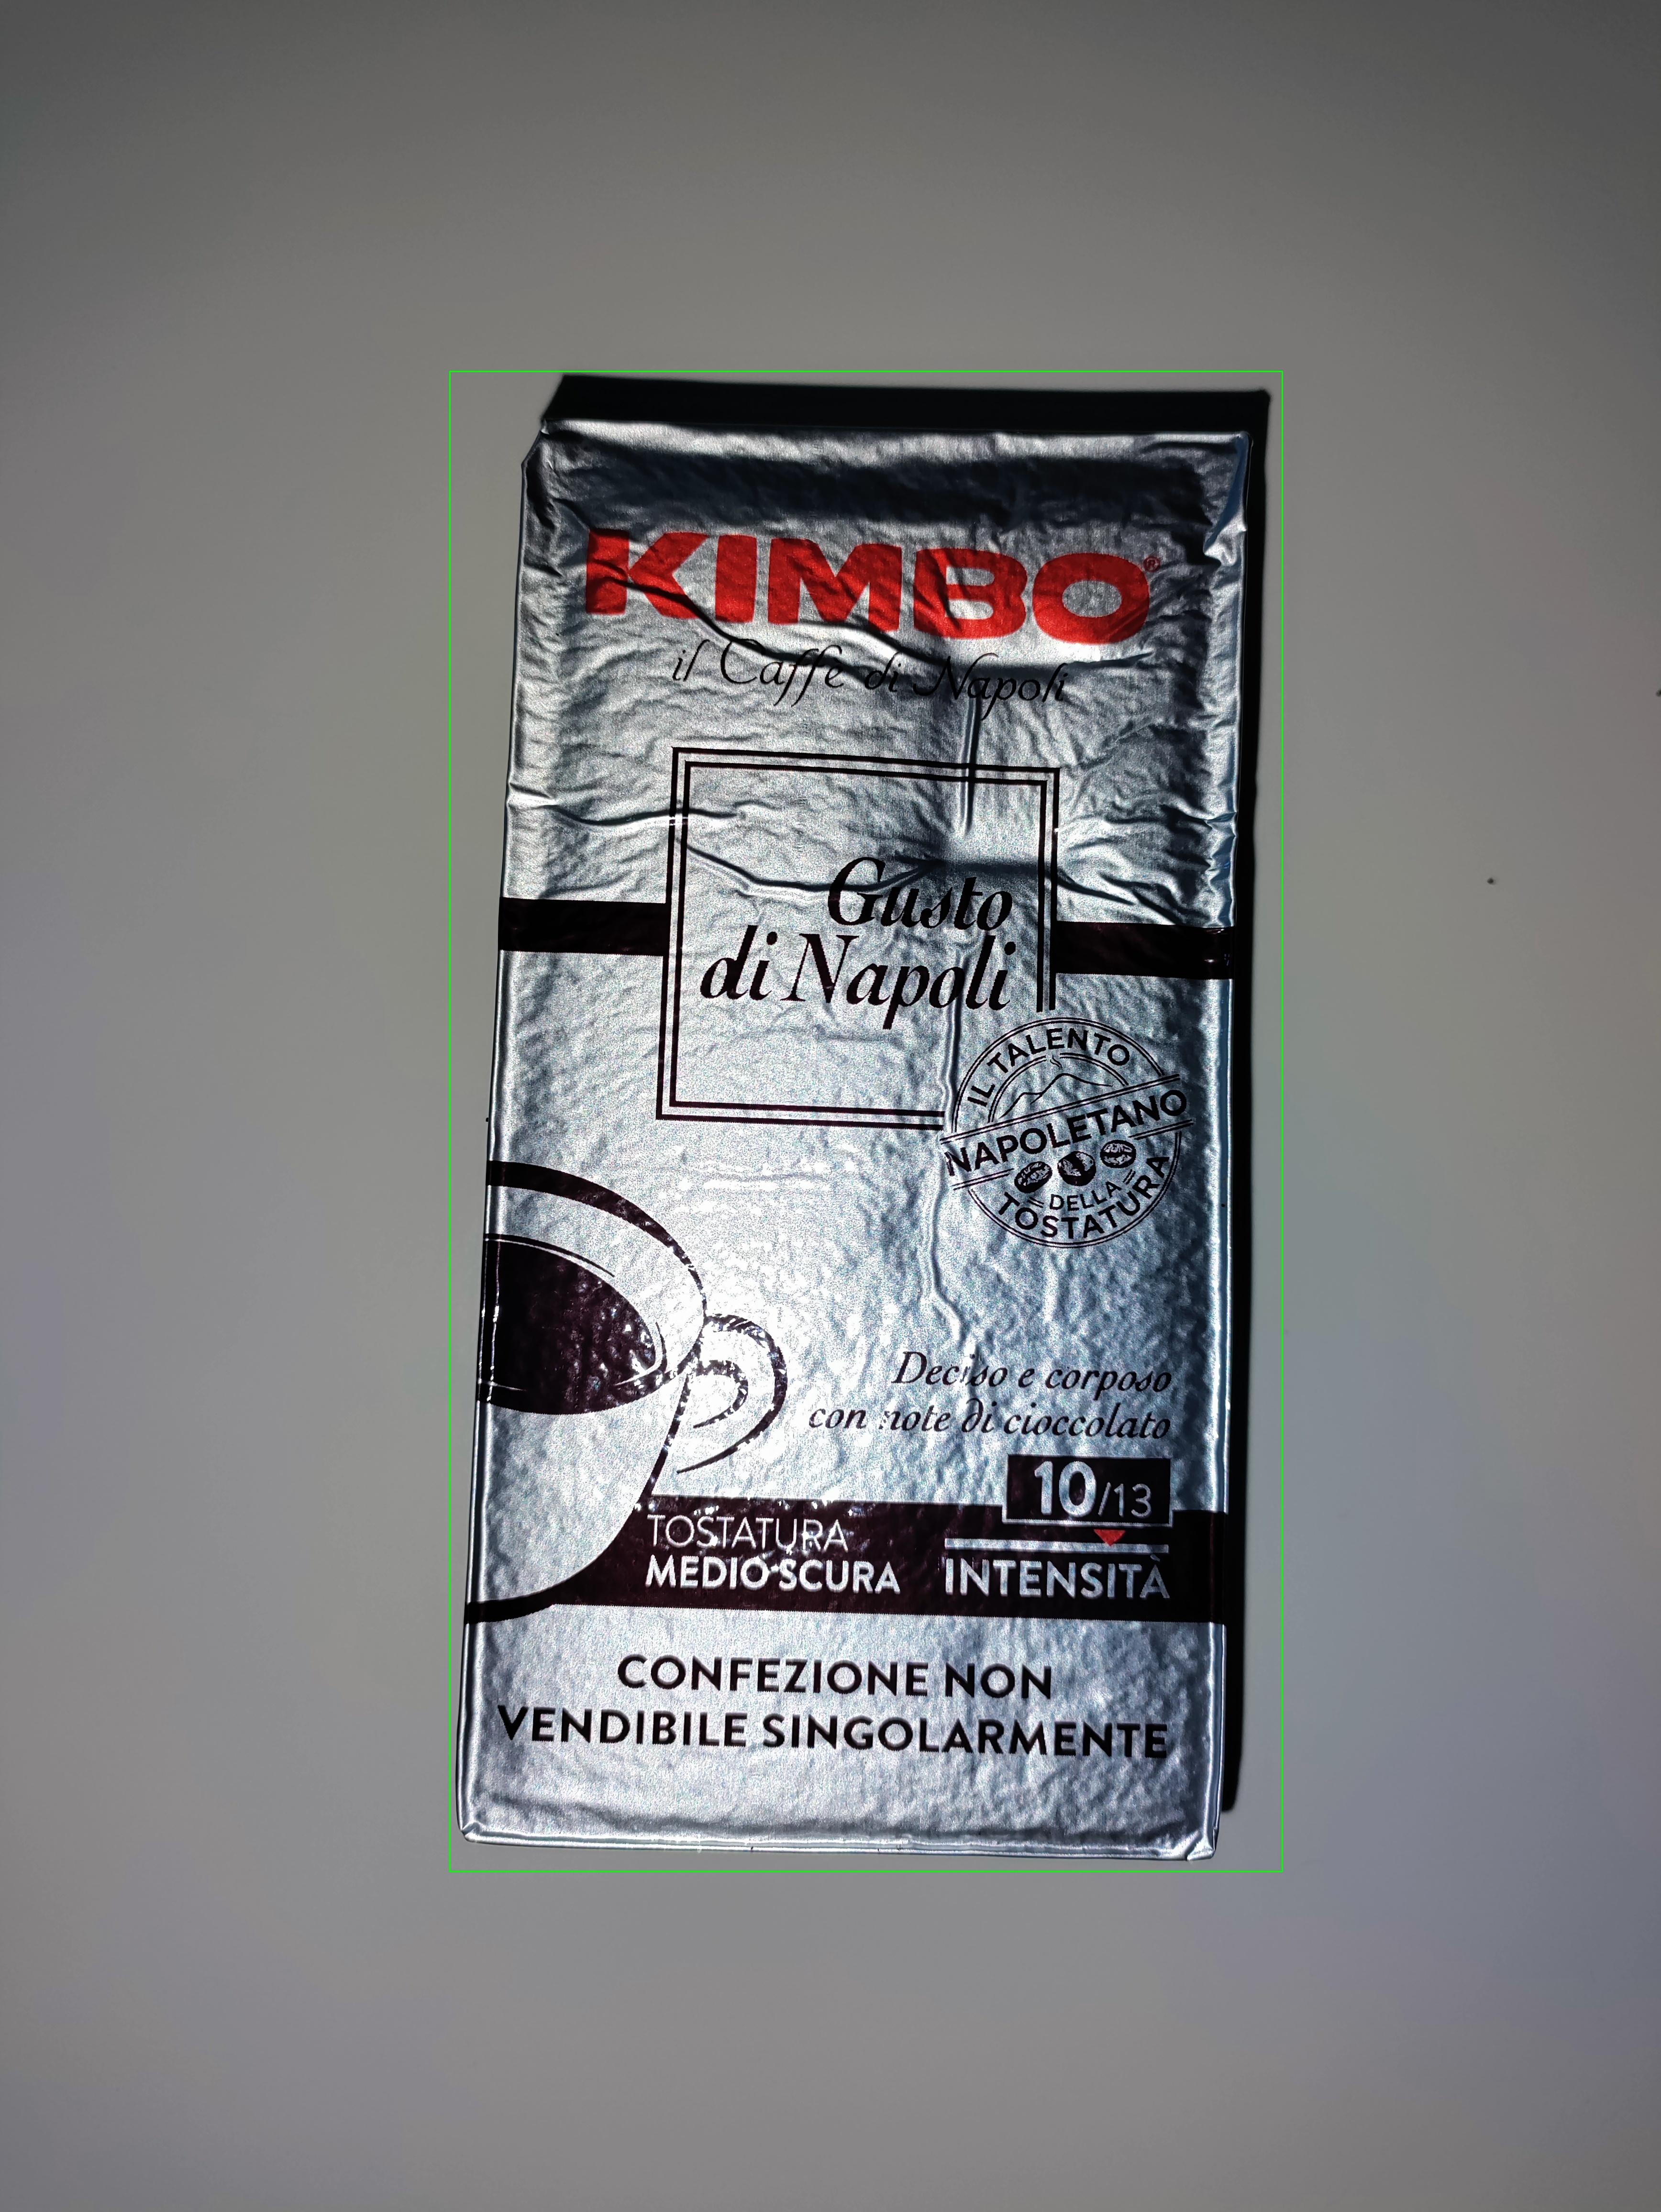 KIMBO®
il Caffè di Napoli
Gusto
di Napoli
IL TALENTO
NAPOLETANO
DELLA
TOSTATURA
Deciso e corposo
con note di cioccolato
10/13
TOSTATURA
MEDIO SCURA
INTENSITÀ
CONFEZIONE NON
VENDIBILE SINGOLARMENTE